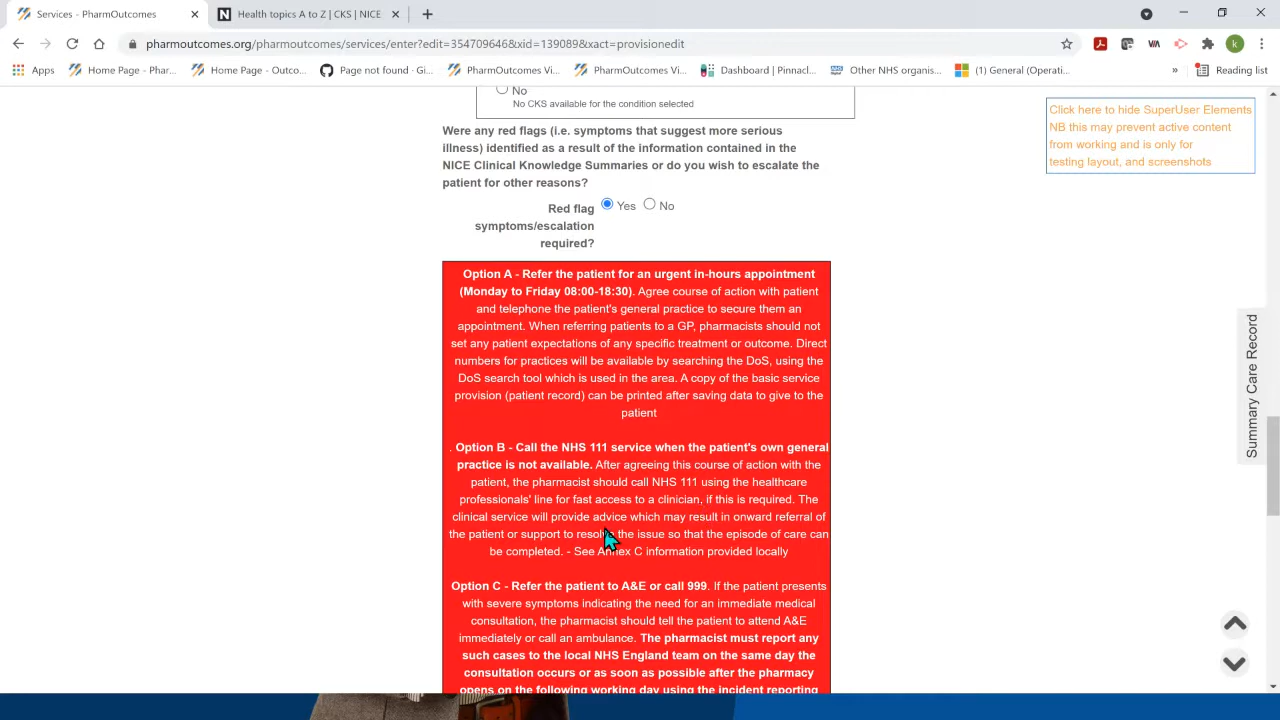 Services - PharmOutcomes
Health topics A to Z | CKS | NICE
pharmoutcomes.org/pharmoutcomes/services/enter?edit=354709646&xid=139089&xact=provisionedit
Apps
Home Page - Phar...
Home Page - Outco...
Page not found · Gi...
PharmOutcomes Vi...
PharmOutcomes Vi...
Dashboard | Pinnacl...
Other NHS organis...
(1) General (Operati...
»
Reading list
No
No CKS available for the condition selected
Click here to hide SuperUser Elements
NB this may prevent active content
from working and is only for
testing layout, and screenshots
Were any red flags (i.e. symptoms that suggest more serious
illness) identified as a result of the information contained in the
NICE Clinical Knowledge Summaries or do you wish to escalate the
patient for other reasons?
Red flag
symptoms/escalation
required?
Yes No
Option A - Refer the patient for an urgent in-hours appointment
(Monday to Friday 08:00-18:30). Agree course of action with patient
and telephone the patient's general practice to secure them an
appointment. When referring patients to a GP, pharmacists should not
set any patient expectations of any specific treatment or outcome. Direct
numbers for practices will be available by searching the DoS, using the
DoS search tool which is used in the area. A copy of the basic service
provision (patient record) can be printed after saving data to give to the
patient
. Option B - Call the NHS 111 service when the patient's own general
practice is not available. After agreeing this course of action with the
patient, the pharmacist should call NHS 111 using the healthcare
professionals' line for fast access to a clinician, if this is required. The
clinical service will provide advice which may result in onward referral of
the patient or support to resolve the issue so that the episode of care can
be completed. - See Annex C information provided locally
Option C - Refer the patient to A&E or call 999. If the patient presents
with severe symptoms indicating the need for an immediate medical
consultation, the pharmacist should tell the patient to attend A&E
immediately or call an ambulance. The pharmacist must report any
such cases to the local NHS England team on the same day the
consultation occurs or as soon as possible after the pharmacy
opens on the following working day using the incident reporting
Summary Care Record